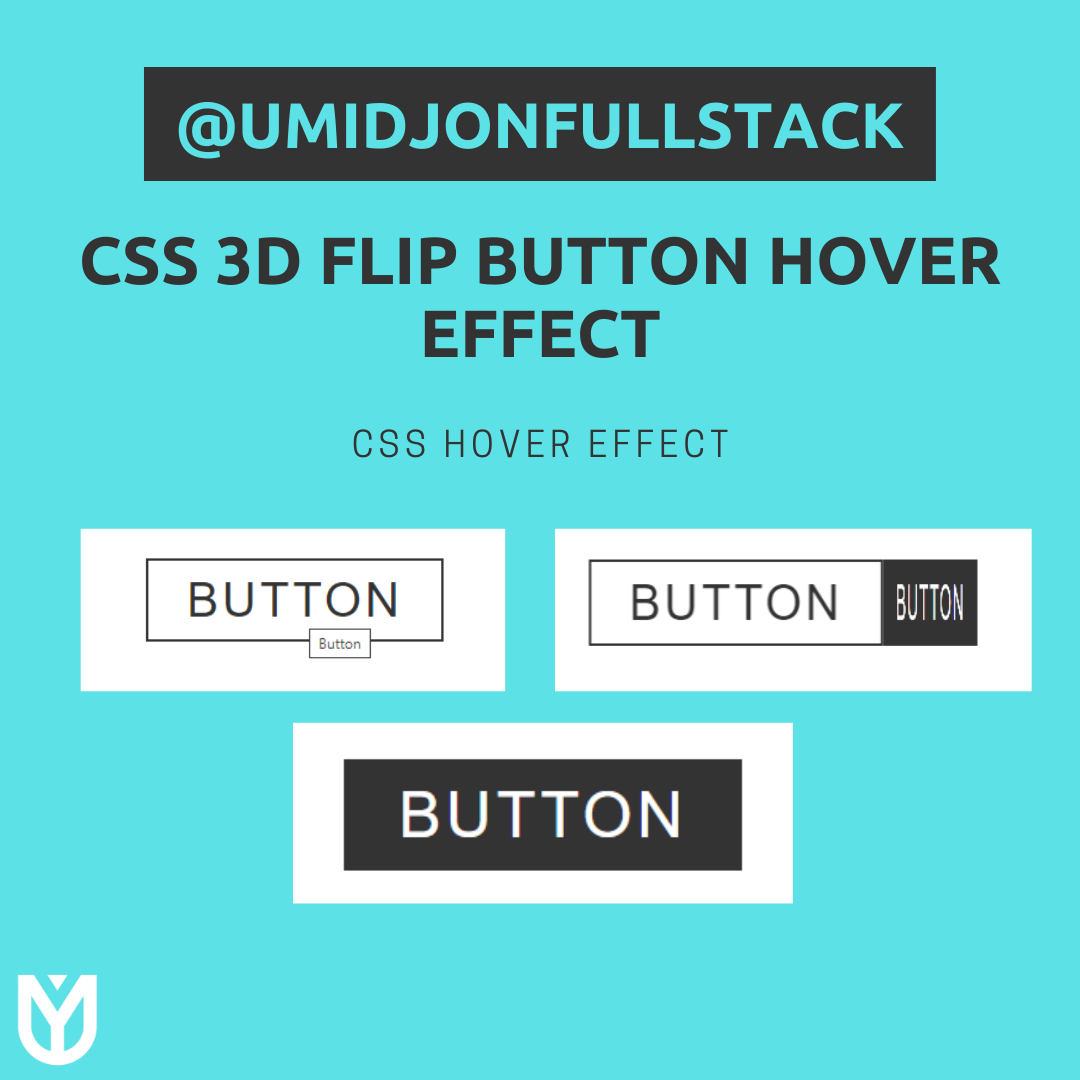 @UMIDJONFULLSTACK
CSS 3D FLIP BUTTON HOVER
EFFECT
CSS HOVER EFFECT
BUTTON
Button
BUTTON
BUTTON
BUTTON